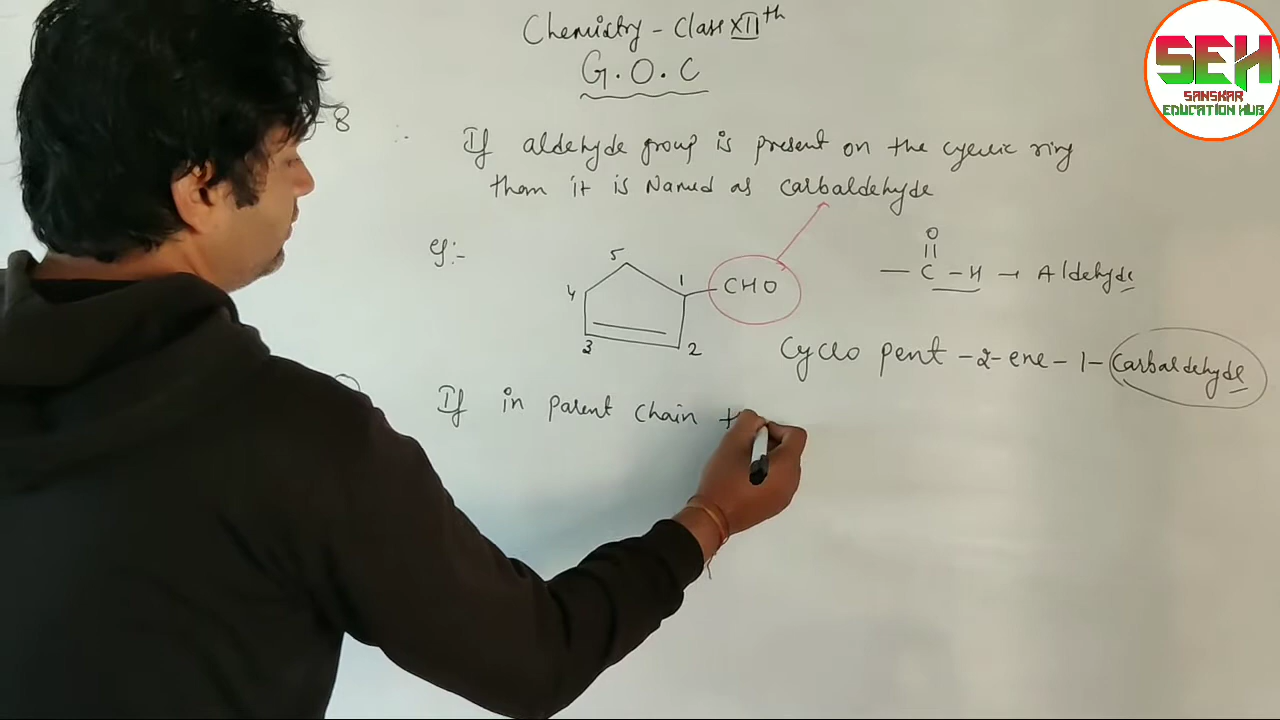 Chemistry - Class XIIth
G.O.C
SEH
SANSKAR
EDUCATION HUB
8
If aldehyde group is present on the cyclic ring
them it is Named as Carbaldehyde
Eg:-
5
4
1
CHO
3
2
O
C-H → Aldehyde
Cyclo pent -2-ene-1-Carbaldehyde
If in parent chain